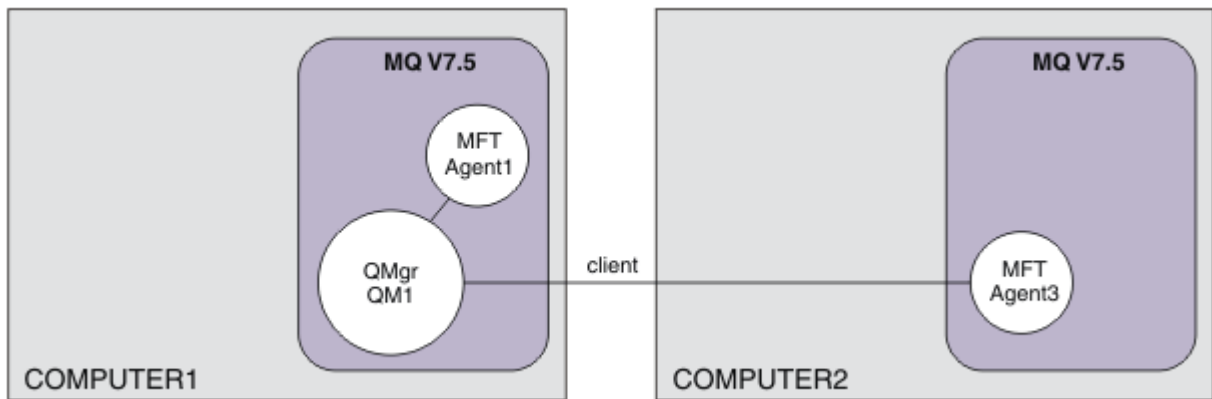 MQ V7.5
MFT
Agent1
QMgr
QM1
COMPUTER1
client
MQ V7.5
MFT
Agent3
COMPUTER2